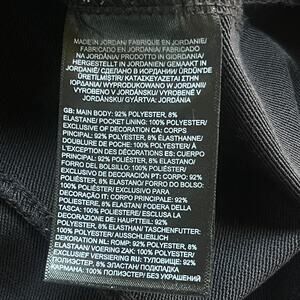 MADE IN JORDAN/ FABRIQUÉ EN JORDANIE/
FABRICADO EN JORDANIA/ FABRICADO
NA JORDÂNIA/ PRODOTTO IN GIORDANIA/
HERGESTELLT IN JORDANIEN/ GEMAAKT IN
JORDANIË/ СДЕЛАНО В ИОРДАНИИ/ ÜRDÜN'DE
ÜRETİLMİŞTİR/ ΚΑΤΑΣΚΕΥΑΖΕΤΑΙ ΣΤΗΝ
ΙΟΡΔΑΝΙΑ/ WYPRODUKOWANO W JORDANII/
VYROBENO V JORDÁNSKU/ VYROBENÉ V
JORDÁNSKU/ GYÁRTVA: JORDÁNIA
GB: MAIN BODY: 92% POLYESTER, 8%
ELASTANE/ POCKET LINING: 100% POLYESTER/
EXCLUSIVE OF DECORATION CA: CORPS
PINCIPAL: 92% POLYESTER, 8% ÉLASTHANNE/
DOUBLURE DE POCHE: 100% POLYESTER/
À L'EXCEPTION DES DÉCORATIONS ES: CUERPO
PRINCIPAL: 92% POLIÉSTER, 8% ELASTANO/
FORRO DEL BOLSILLO: 100% POLIÉSTER/
EXCLUSIVO DE DECORACIÓN PT: CORPO: 92%
POLIÉSTER, 8% ELASTANO/ FORRO DO BOLSO:
100% POLIÉSTER/ EXCLUSIVO PARA
DECORAÇÃO IT: CORPO PRINCIPALE: 92%
POLIESTERE, 8% ELASTAN/ FODERA DELLA
TASCA: 100% POLIESTERE/ ESCLUSA LA
DECORAZIONE DE: HAUPTTEIL: 92%
POLYESTER, 8% ELASTHAN/ TASCHENFUTTER:
100% POLYESTER/ AUSSCHLIEßLICH
DEKORATION NL: ROMP: 92% POLYESTER, 8%
ELASTAAN/ VOERING ZAK: 100% POLYESTER/
EXCLUSIEF VERSIERING RU: ТУЛОВИЩЕ: 92%
ПОЛИЭСТЕР, 8% ЭЛАСТАН/ ПОДКЛАДКА
КАРМАНА: 100% ПОЛИЭСТЕР/ БЕЗ УКРАШЕНИЙ